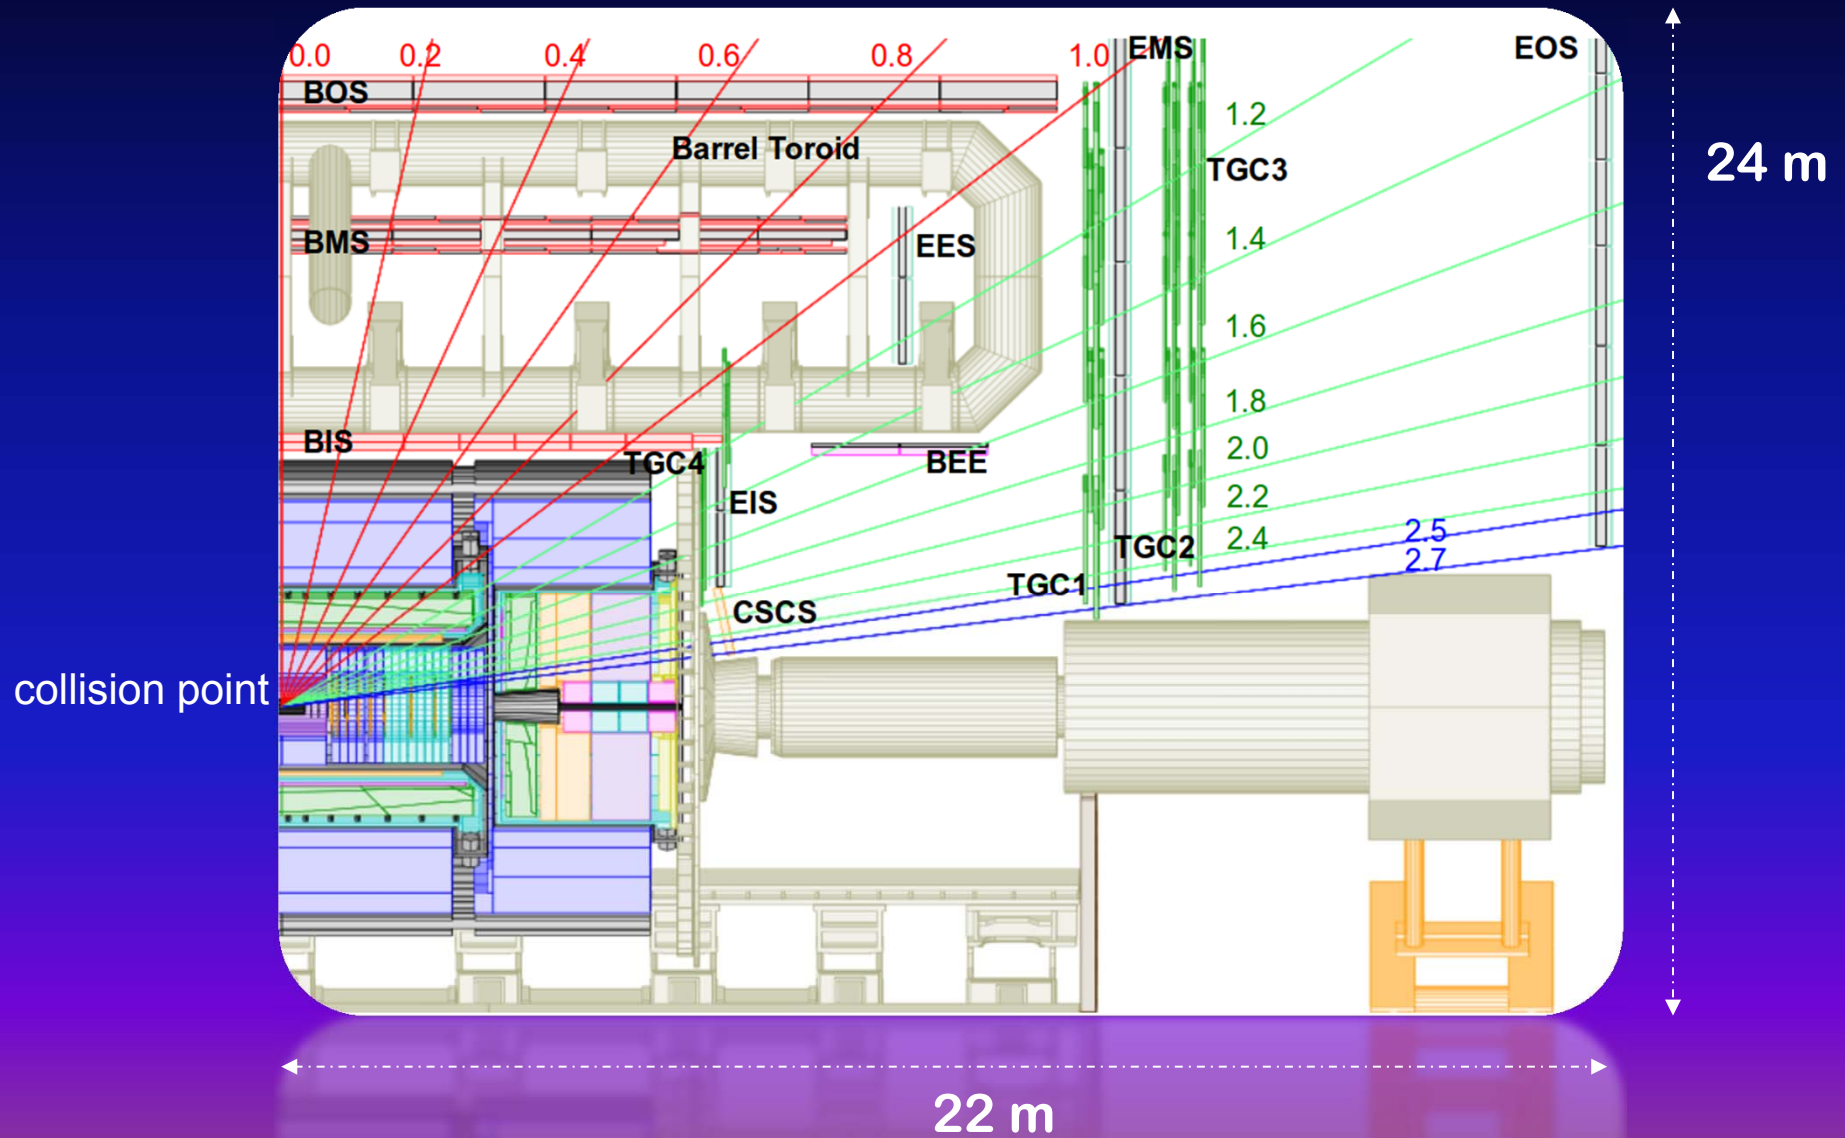 0.0 0.2 0.4 0.6 0.8 1.0 EMS EOS
BOS
1.2
Barrel Toroid
24 m
TGC3
BMS
EES
1.4
1.6
1.8
BIS
TGC4
BEE
2.0
EIS
2.2
2.4
2.5
TGC2
2.7
TGC1
CSCS
collision point
22 m